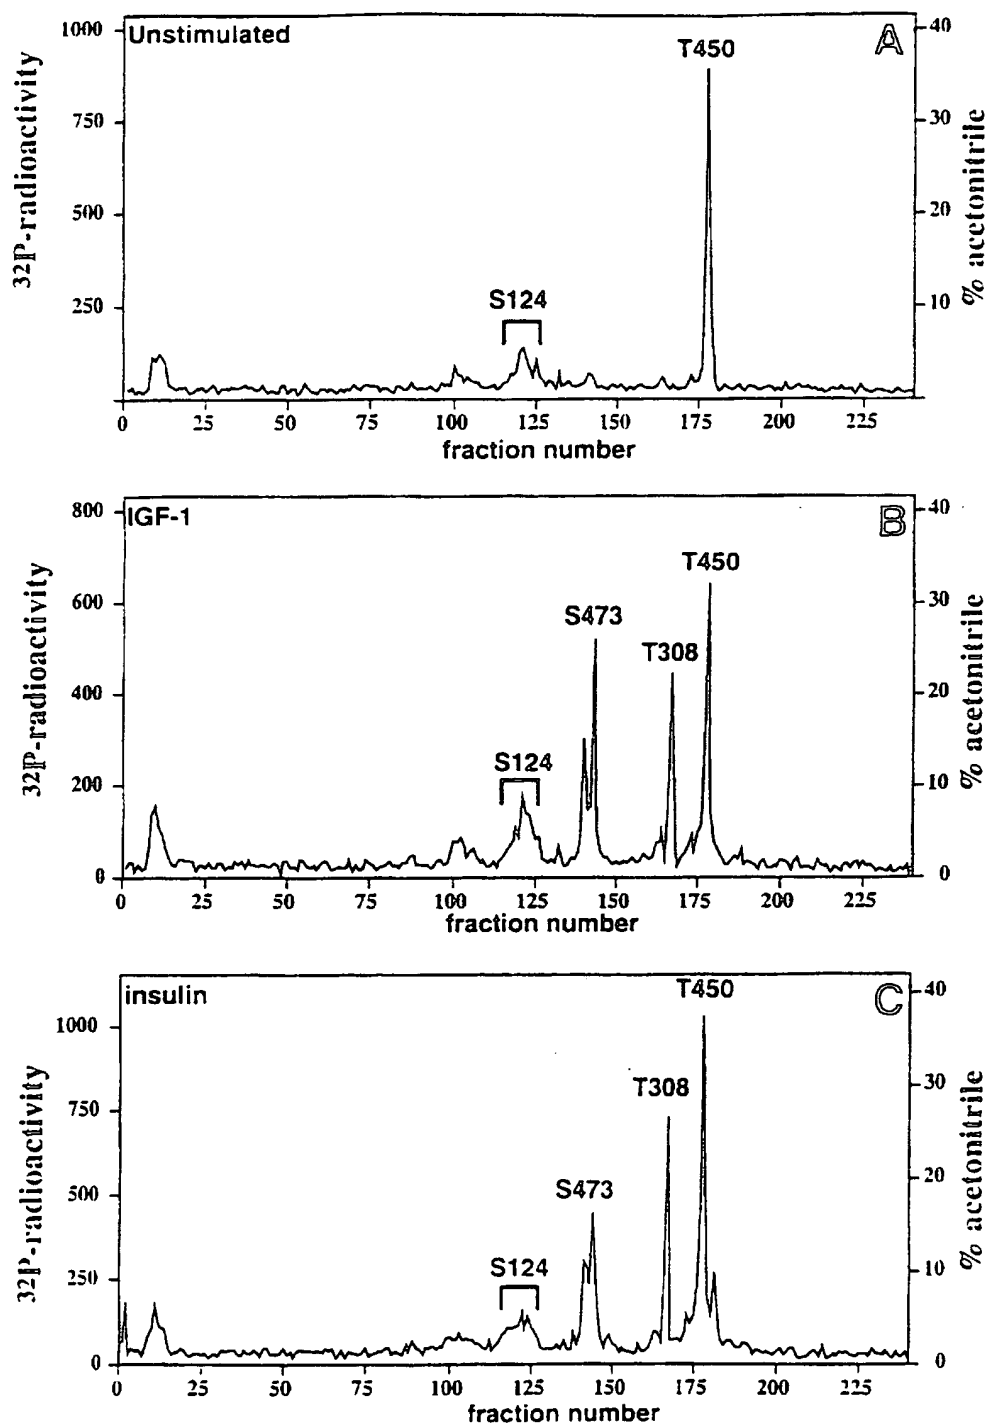 Unstimulated
A
1000
750
500
250
40
30
20
10
32P-radioactivity
% acetonitrile
T450
S124
0 25 50 75 100 125 150 175 200 225
fraction number
IGF-1
B
800
600
400
200
0
40
30
20
10
0
32P-radioactivity
% acetonitrile
T450
S473
T308
S124
0 25 50 75 100 125 150 175 200 225
fraction number
insulin
C
1000
750
500
250
0
40
30
20
10
0
32P-radioactivity
% acetonitrile
T450
T308
S473
S124
0 25 50 75 100 125 150 175 200 225
fraction number